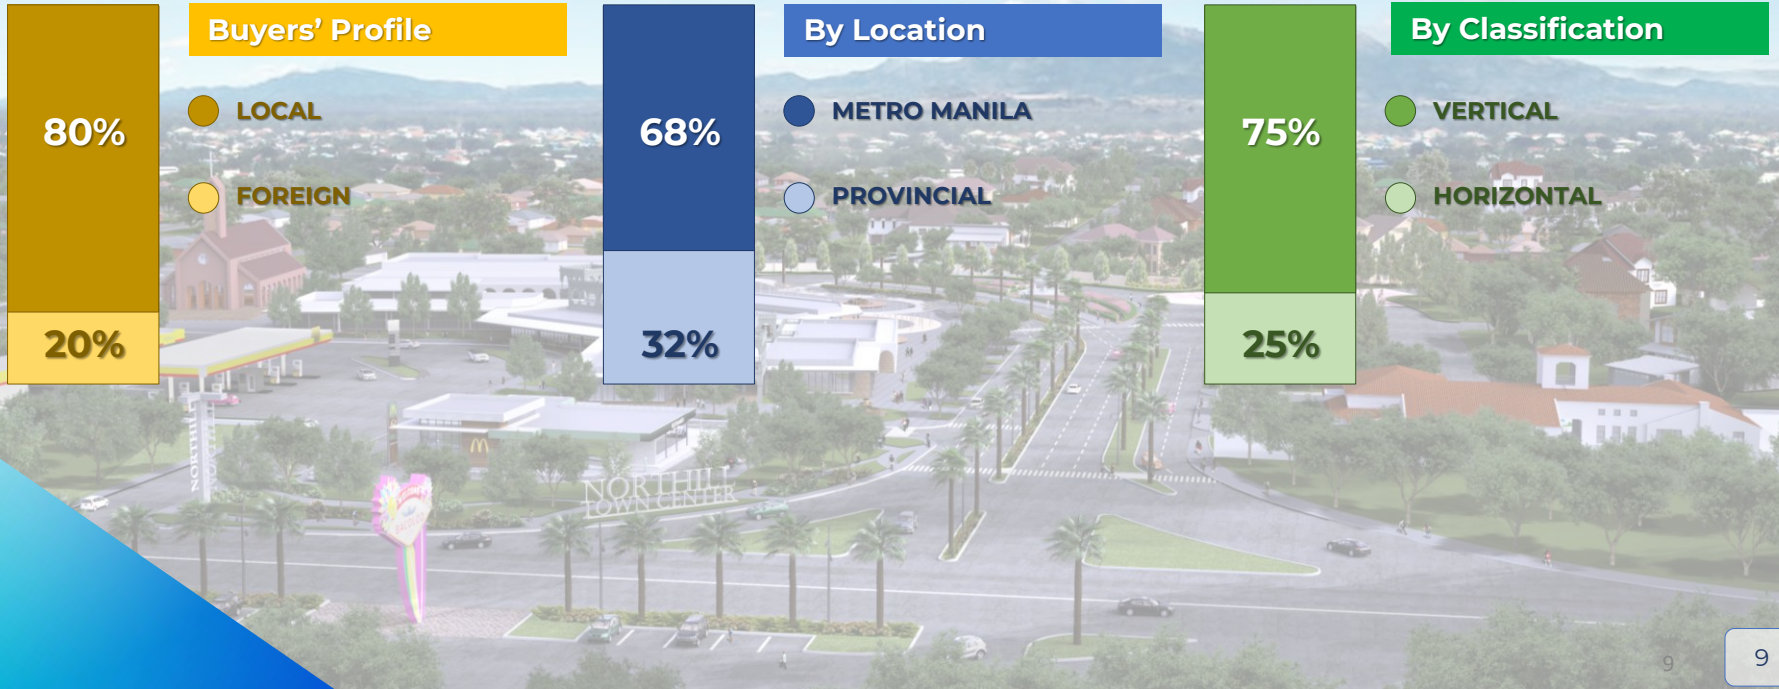 Buyers’ Profile
80%
LOCAL
FOREIGN
20%
By Location
68%
METRO MANILA
PROVINCIAL
32%
By Classification
75%
VERTICAL
HORIZONTAL
25%
NORTHILL
TOWN CENTER
NORTHILL
9
9